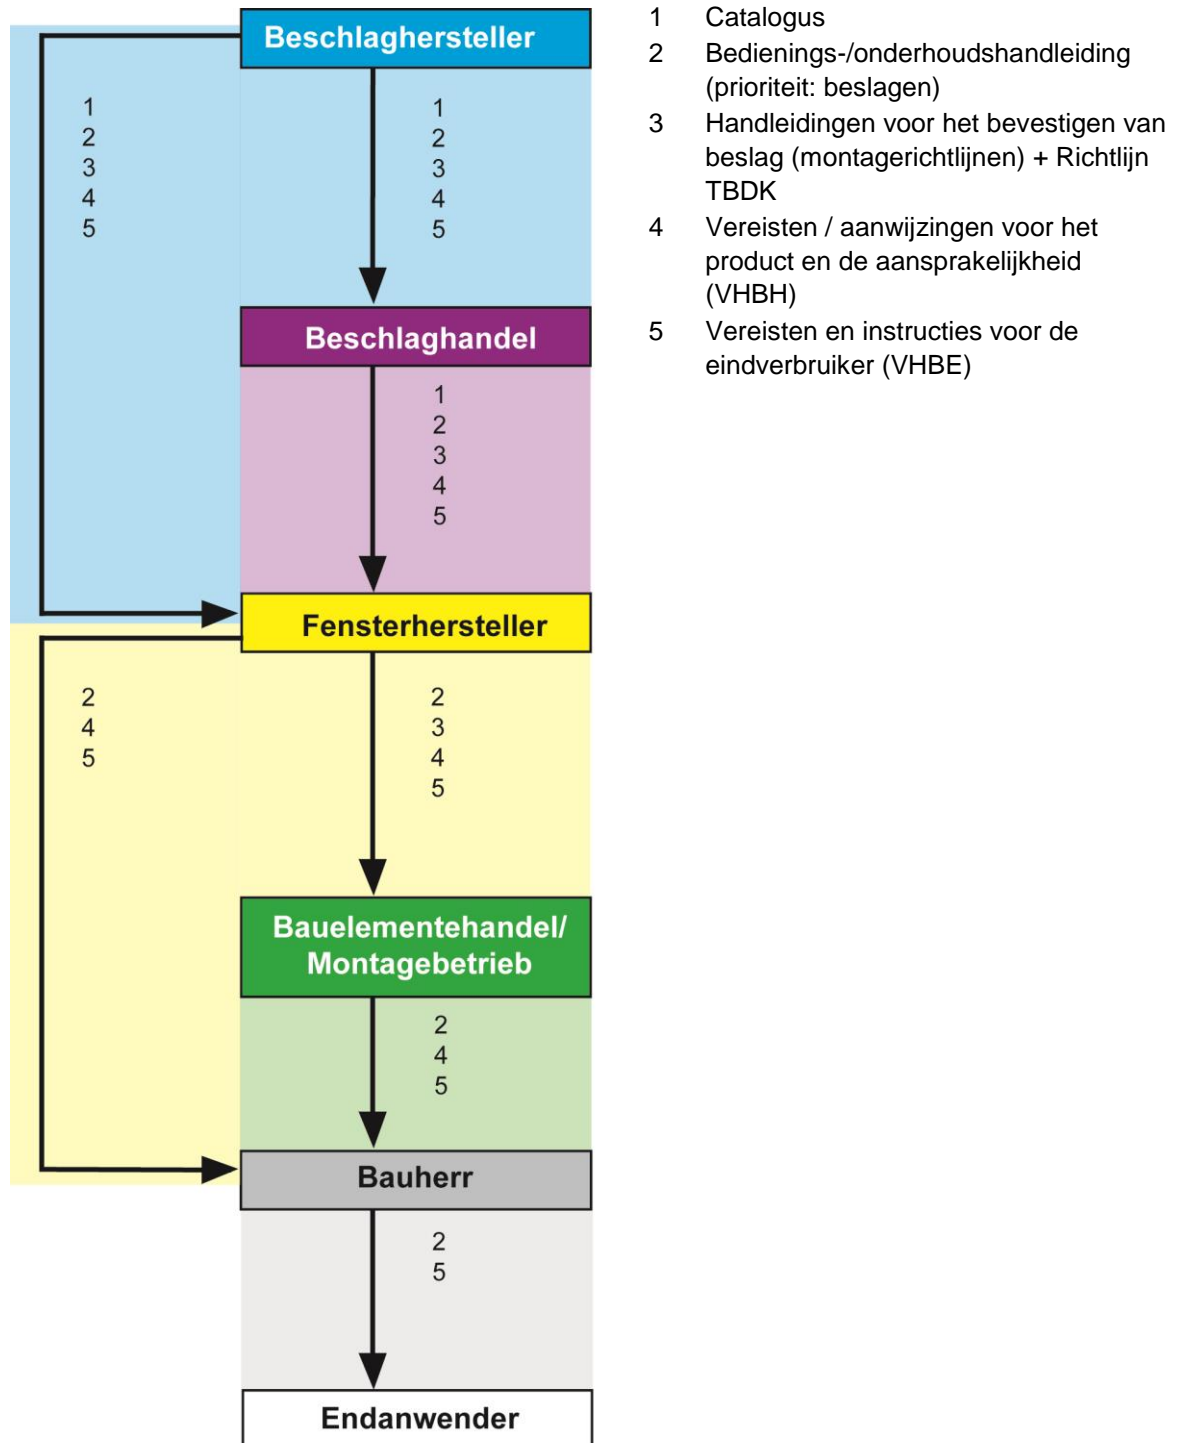 Beschlaghersteller
1
2
3
4
5
1
2
3
4
5
Beschlaghandel
1
2
3
4
5
Fensterhersteller
2
4
5
2
3
4
5
Bauelementehandel/
Montagebetrieb
2
4
5
Bauherr
2
5
Endanwender
1 Catalogus
2 Bedienings-/onderhoudshandleiding
(prioriteit: beslagen)
3 Handleidingen voor het bevestigen van
beslag (montagerichtlijnen) + Richtlijn
TBDK
4 Vereisten / aanwijzingen voor het
product en de aansprakelijkheid
(VHBH)
5 Vereisten en instructies voor de
eindverbruiker (VHBE)